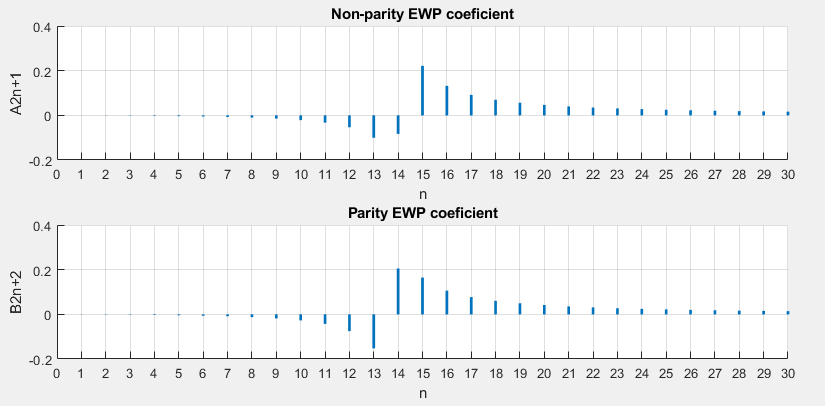 Non-parity EWP coeficient
0.4
0.2
0
-0.2
A2n+1
0 1 2 3 4 5 6 7 8 9 10 11 12 13 14 15 16 17 18 19 20 21 22 23 24 25 26 27 28 29 30
n
Parity EWP coeficient
0.4
0.2
0
-0.2
B2n+2
0 1 2 3 4 5 6 7 8 9 10 11 12 13 14 15 16 17 18 19 20 21 22 23 24 25 26 27 28 29 30
n